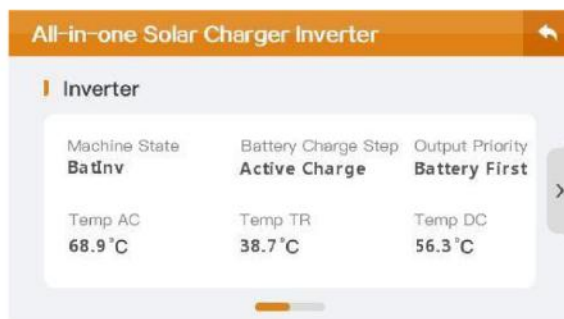 All-in-one Solar Charger Inverter
Inverter
Machine State Battery Charge Step Output Priority
BatInv Active Charge Battery First
Temp AC Temp TR Temp DC
68.9°C 38.7°C 56.3°C